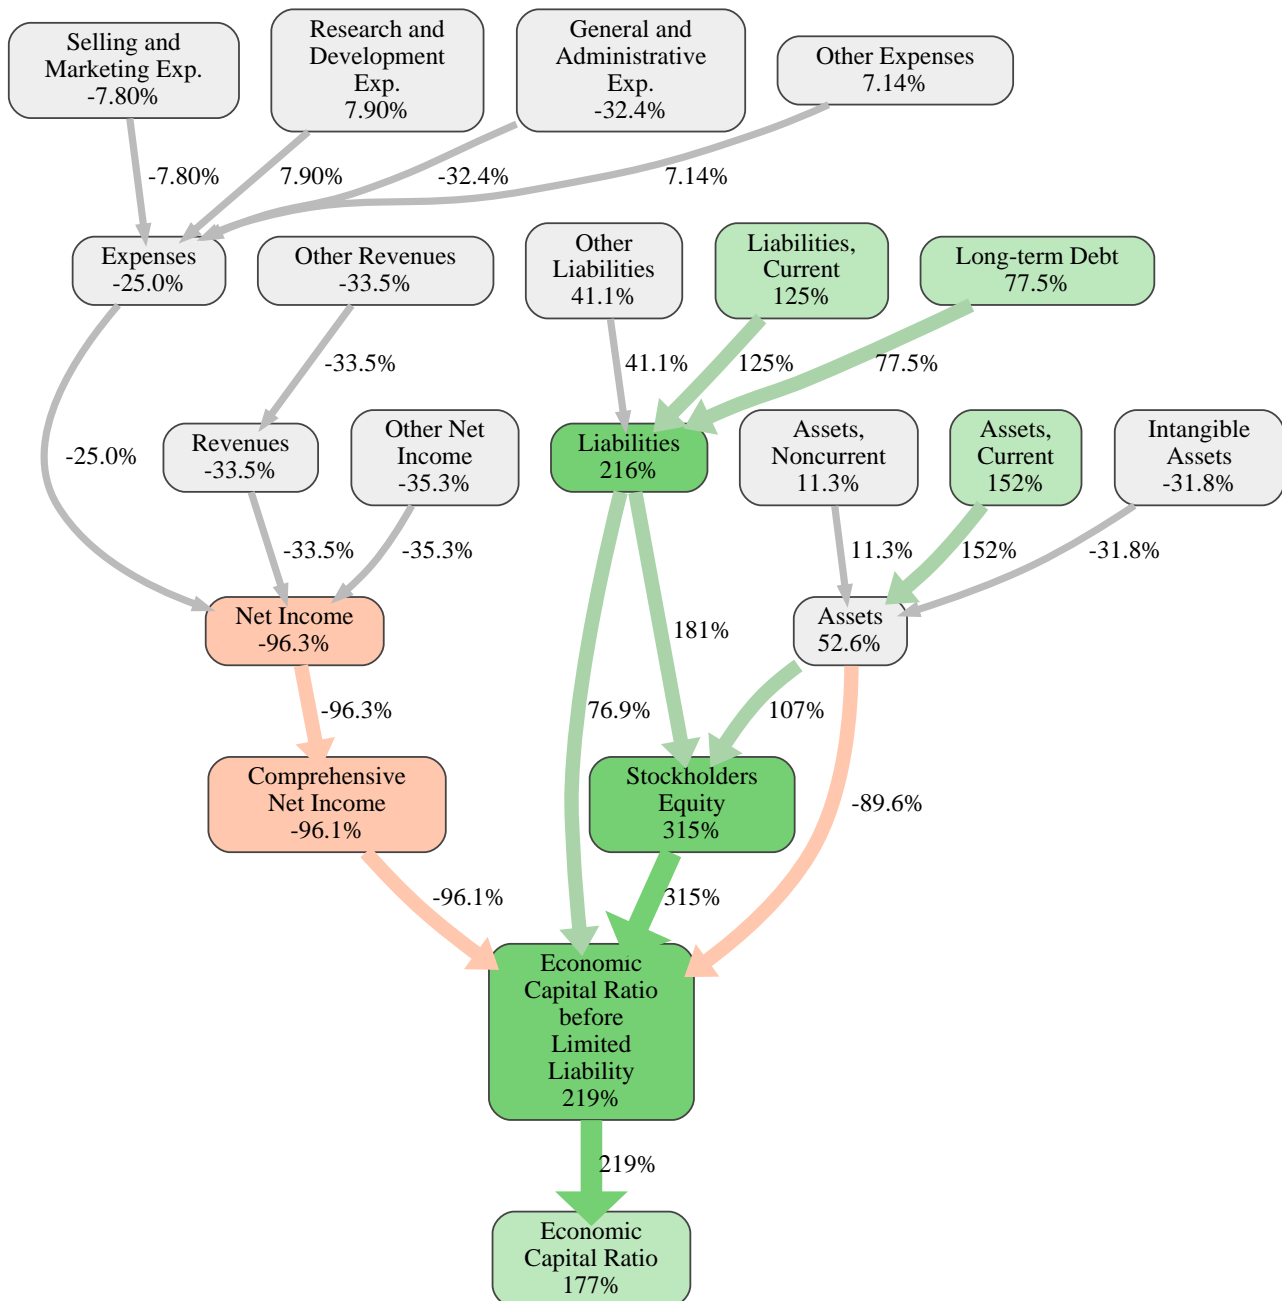 Selling and
Marketing Exp.
-7.80%
Research and
Development
Exp.
7.90%
General and
Administrative
Exp.
-32.4%
Other Expenses
7.14%
-7.80%
7.90%
-32.4%
7.14%
Expenses
-25.0%
Other Revenues
-33.5%
Other
Liabilities
41.1%
Liabilities,
Current
125%
Long-term Debt
77.5%
-33.5%
41.1%
125%
77.5%
-25.0%
Revenues
-33.5%
Other Net
Income
-35.3%
Liabilities
216%
Assets,
Noncurrent
11.3%
Assets,
Current
152%
Intangible
Assets
-31.8%
-33.5%
-35.3%
11.3%
152%
-31.8%
Net Income
-96.3%
Assets
52.6%
181%
-96.3%
76.9%
107%
Comprehensive
Net Income
-96.1%
Stockholders
Equity
315%
-89.6%
-96.1%
315%
Economic
Capital Ratio
before
Limited
Liability
219%
219%
Economic
Capital Ratio
177%